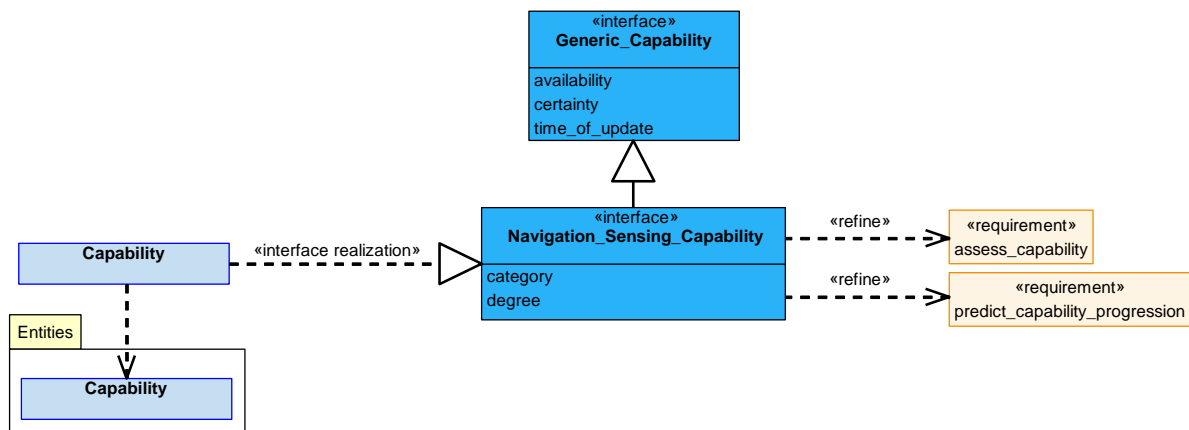 «interface»
Generic_Capability
availability
certainty
time_of_update
«interface»
Navigation_Sensing_Capability
category
degree
Capability
«interface realization»
«refine»
«requirement»
assess_capability
«refine»
«requirement»
predict_capability_progression
Entities
Capability